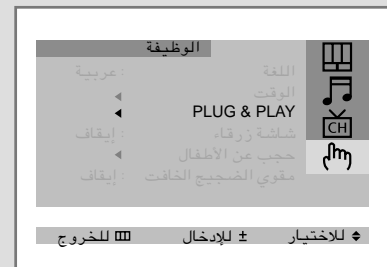 الوظيفة
اللغة : عربية
الوقت ◄
PLUG & PLAY ◄
CH
شاشة زرقاء : إيقاف
حجب عن الأطفال ◄
مقوي الضجيج الخافت : إيقاف
للاختيار ± للإدخال للخروج